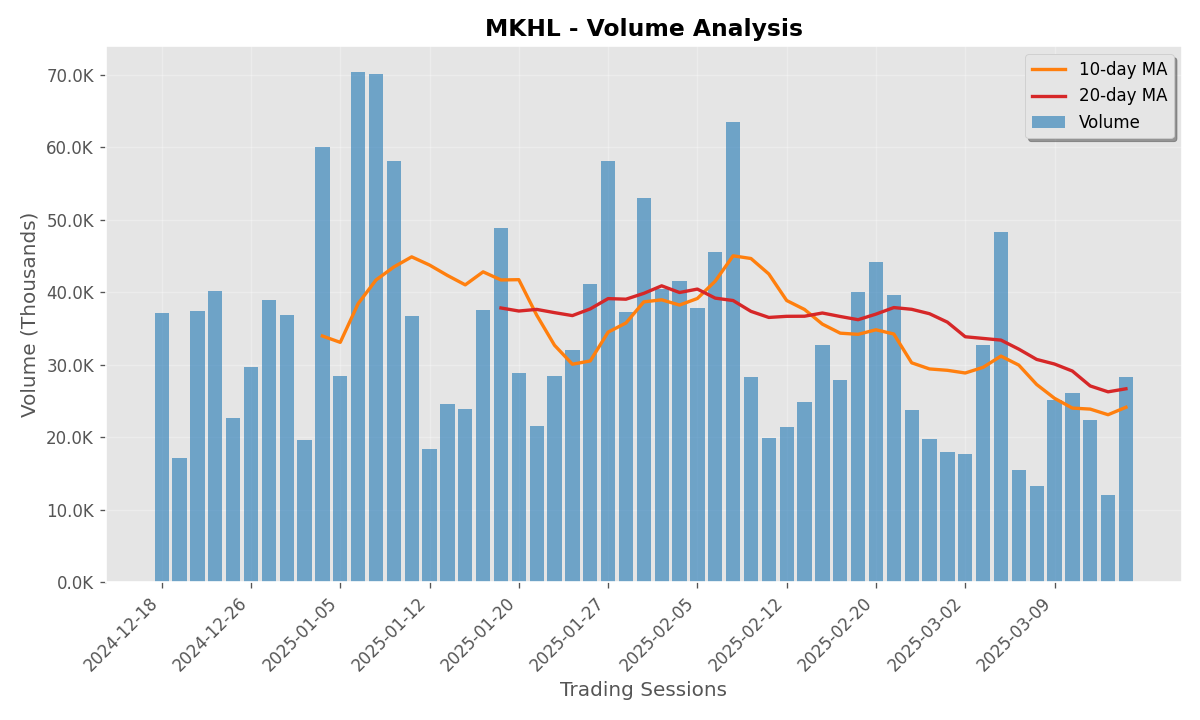 MKHL - Volume Analysis
10-day MA
20-day MA
Volume
Volume (Thousands)
70.0K
60.0K
50.0K
40.0K
30.0K
20.0K
10.0K
0.0K
2024-12-18
2024-12-26
2025-01-05
2025-01-12
2025-01-20
2025-01-27
2025-02-05
2025-02-12
2025-02-20
2025-03-02
2025-03-09
Trading Sessions